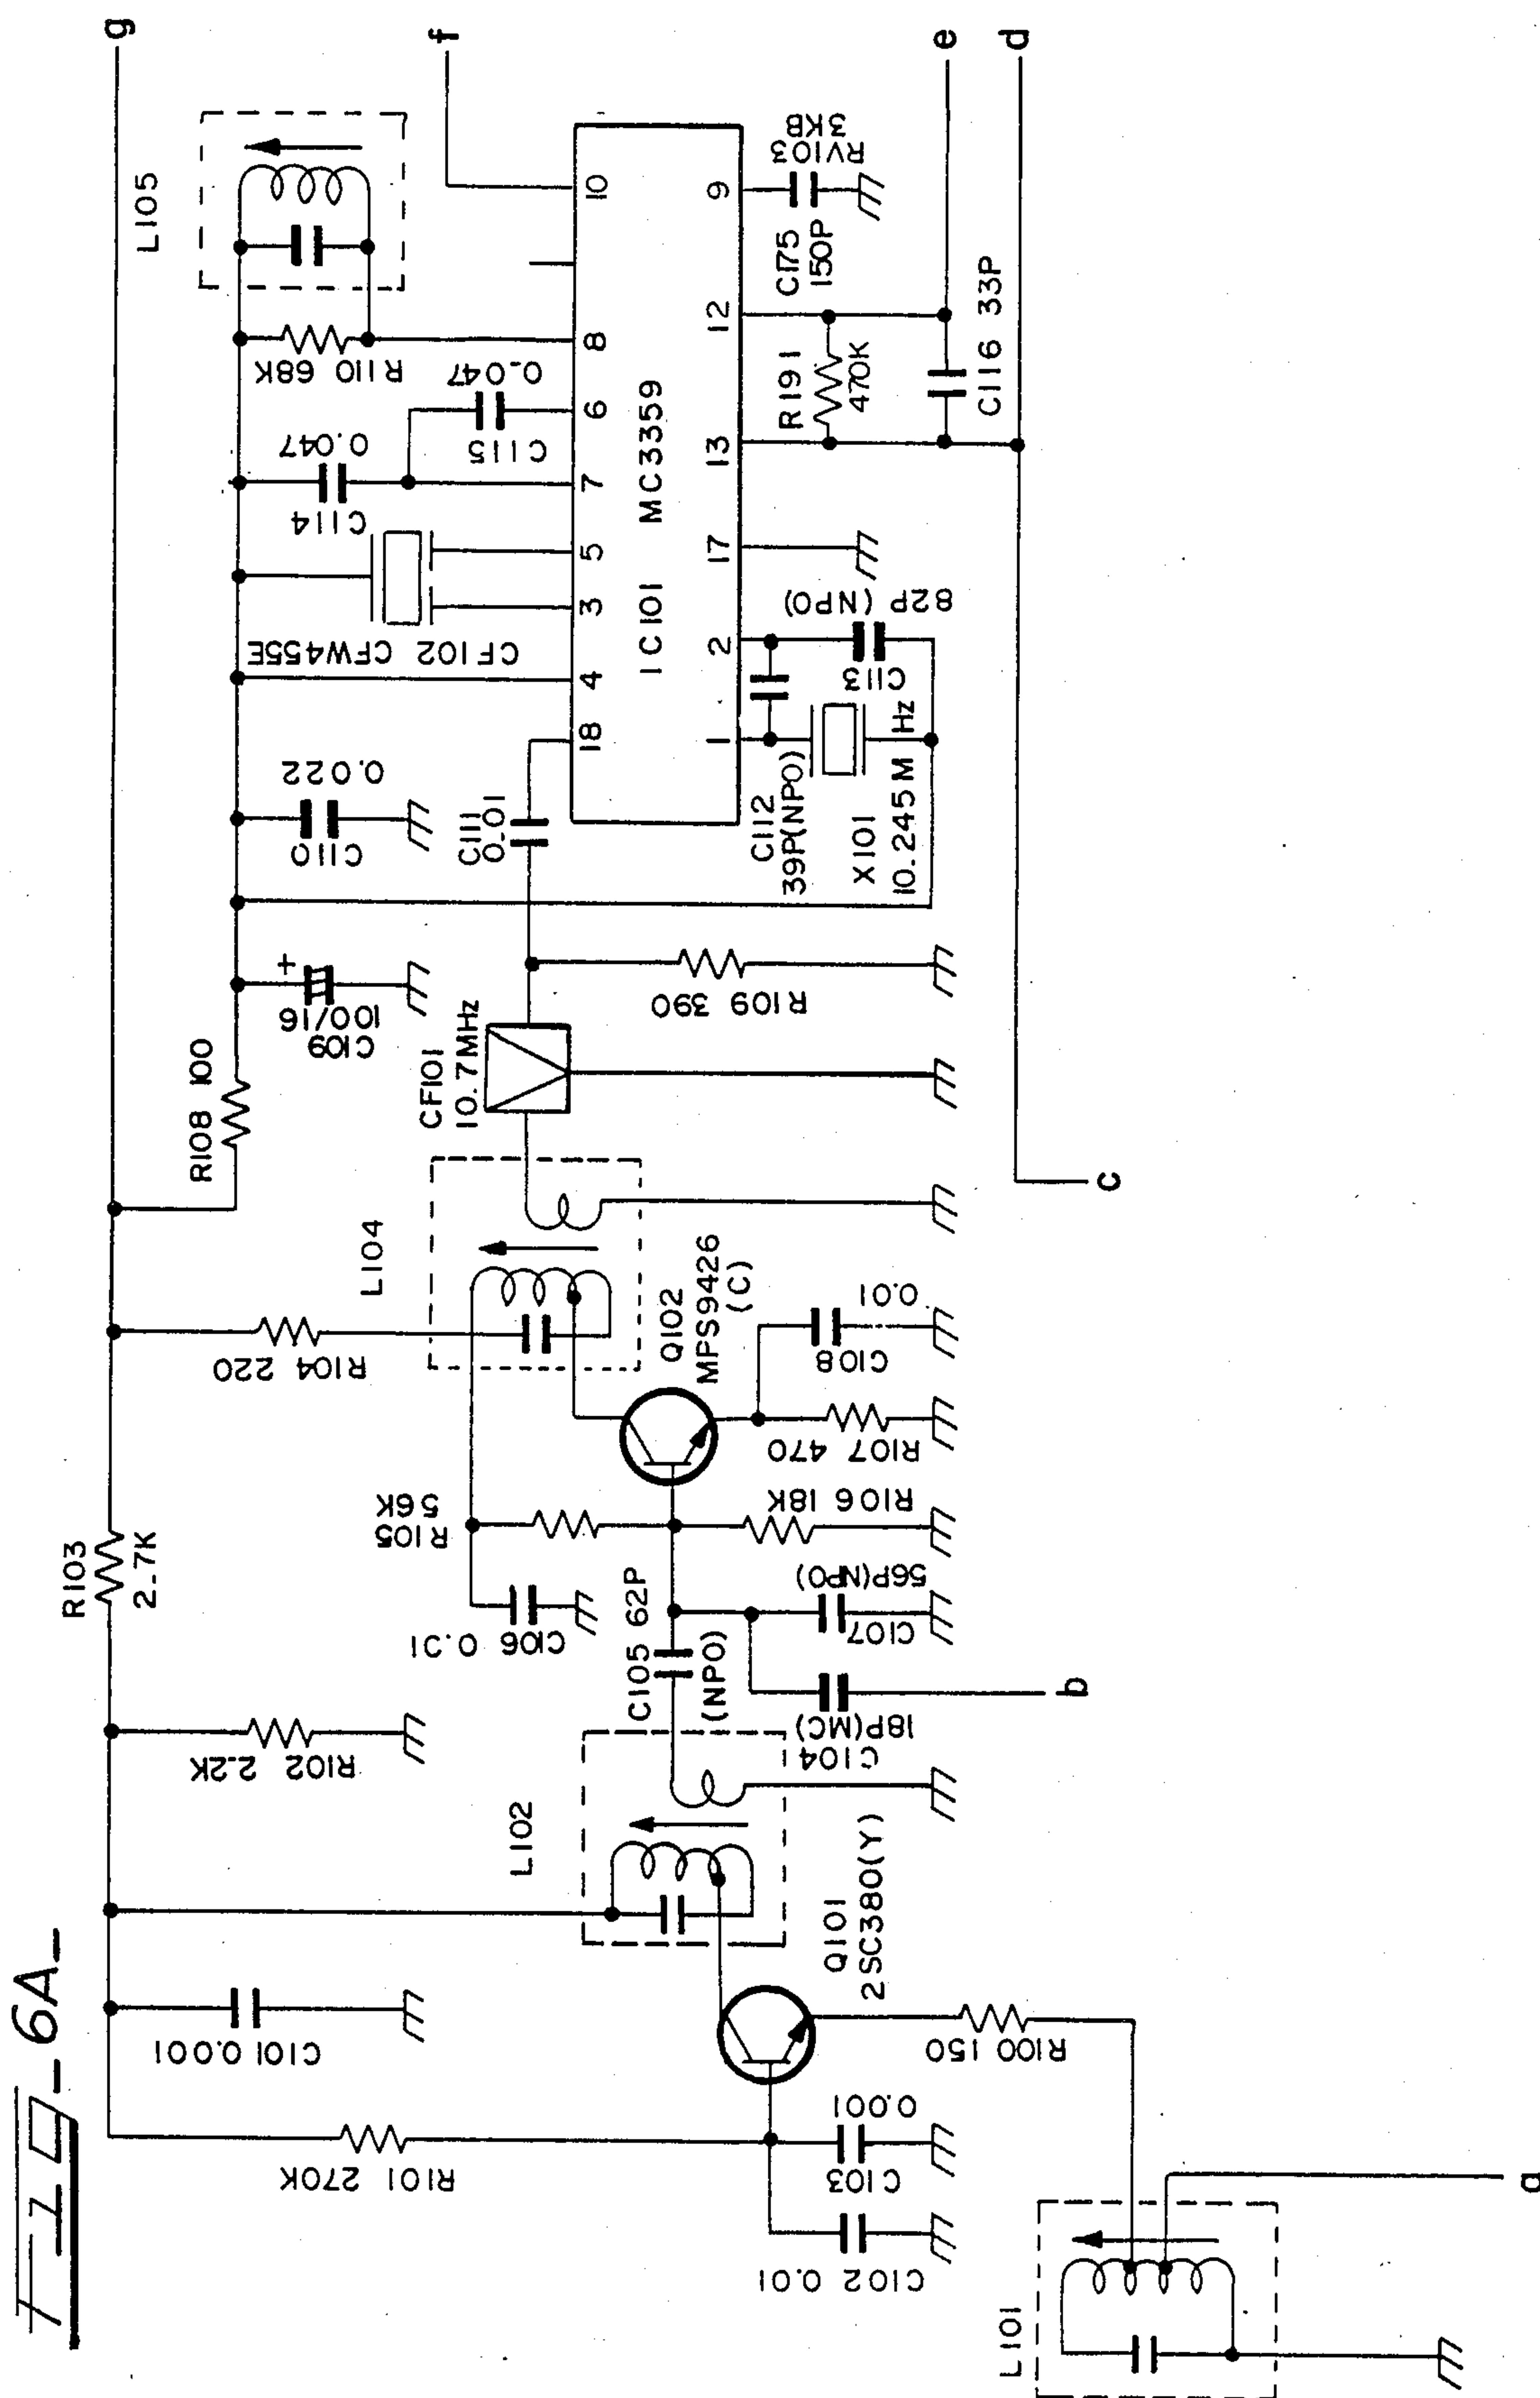 FIG-6A-
g
f
e
d
c
b
a
R103
2.7K
R108 100
L105
R110 68K
0.047
C114
0.047
C115
CF102 CFW455E
C110
0.022
C111
0.01
C109
100/16
+
CF101
10.7MHz
R109 390
L104
R104 220
Q102
MPS9426
(C)
C108
0.01
R107 470
R106 18K
R105
56K
C106 0.01
C105 62P
(NPO)
C107
56P(NPO)
C104
18P(MC)
R102 2.2K
L102
Q101
2SC380(Y)
C101 0.001
R101 270K
C103
0.001
C102 0.01
R100 150
L101
IC101 MC3359
18
4
3
5
7
6
8
10
1
2
17
13
12
9
C112
39P(NPO)
X101
10.245M Hz
C113
82P (NPO)
R191
470K
C116 33P
C175
150P
RV103
3KB